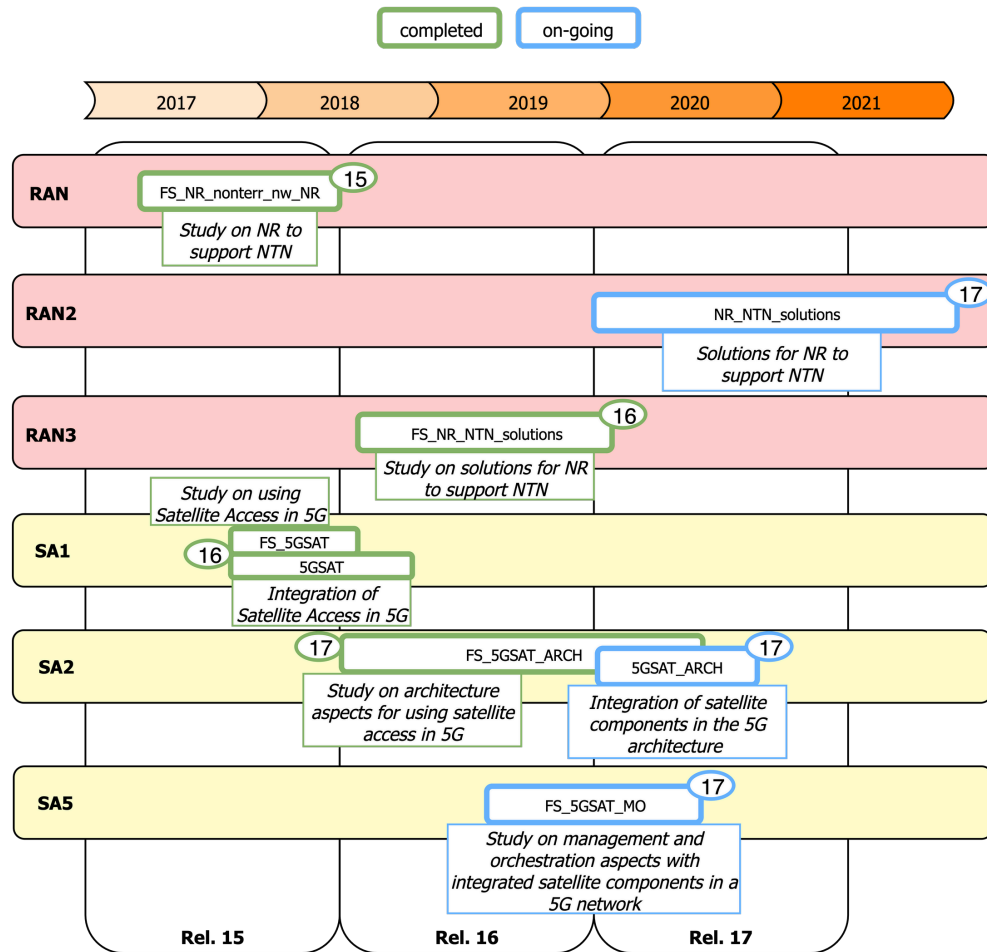 completed
on-going
2017
2018
2019
2020
2021
RAN
FS_NR_nonterr_nw_NR
15
Study on NR to
support NTN
RAN2
NR_NTN_solutions
17
Solutions for NR to
support NTN
RAN3
FS_NR_NTN_solutions
16
Study on solutions for NR
to support NTN
Study on using
Satellite Access in 5G
SA1
16
FS_5GSAT
5GSAT
Integration of
Satellite Access in 5G
SA2
17
FS_5GSAT_ARCH
Study on architecture
aspects for using satellite
access in 5G
5GSAT_ARCH
17
Integration of satellite
components in the 5G
architecture
SA5
FS_5GSAT_MO
17
Study on management and
orchestration aspects with
integrated satellite components in a
5G network
Rel. 15
Rel. 16
Rel. 17